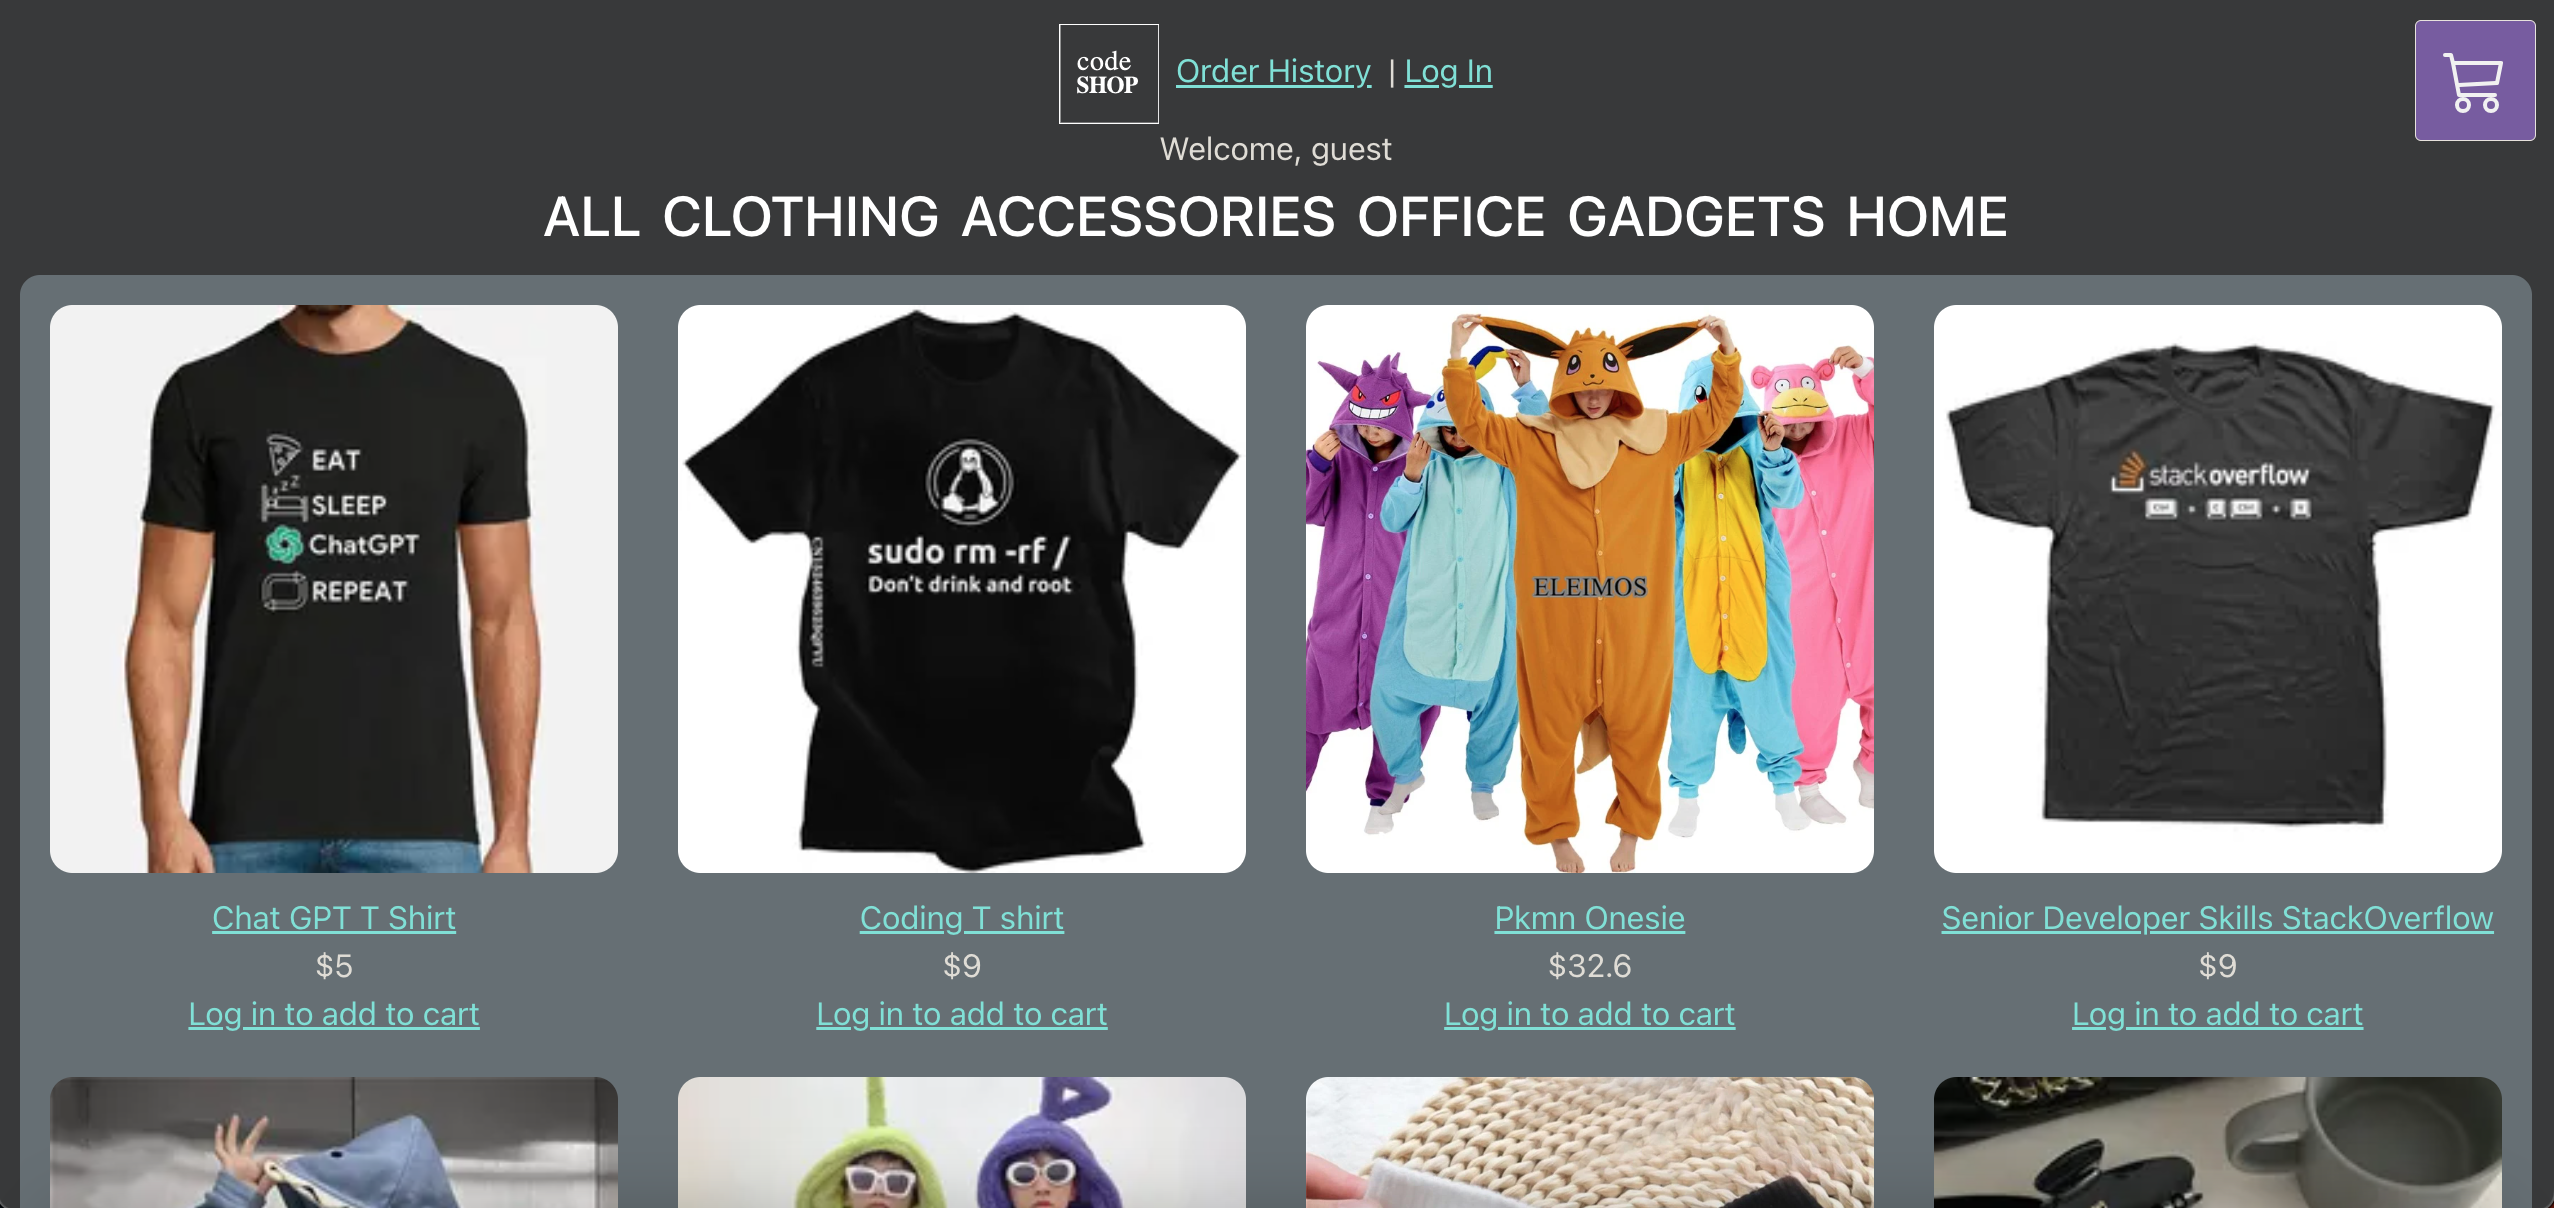 code
SHOP
Order History | Log In
Welcome, guest
ALL CLOTHING ACCESSORIES OFFICE GADGETS HOME
EAT
SLEEP
ChatGPT
REPEAT
sudo rm -rf /
Don't drink and root
ELEIMOS
stackoverflow
Chat GPT T Shirt
$5
Log in to add to cart
Coding T shirt
$9
Log in to add to cart
Pkmn Onesie
$32.6
Log in to add to cart
Senior Developer Skills StackOverflow
$9
Log in to add to cart